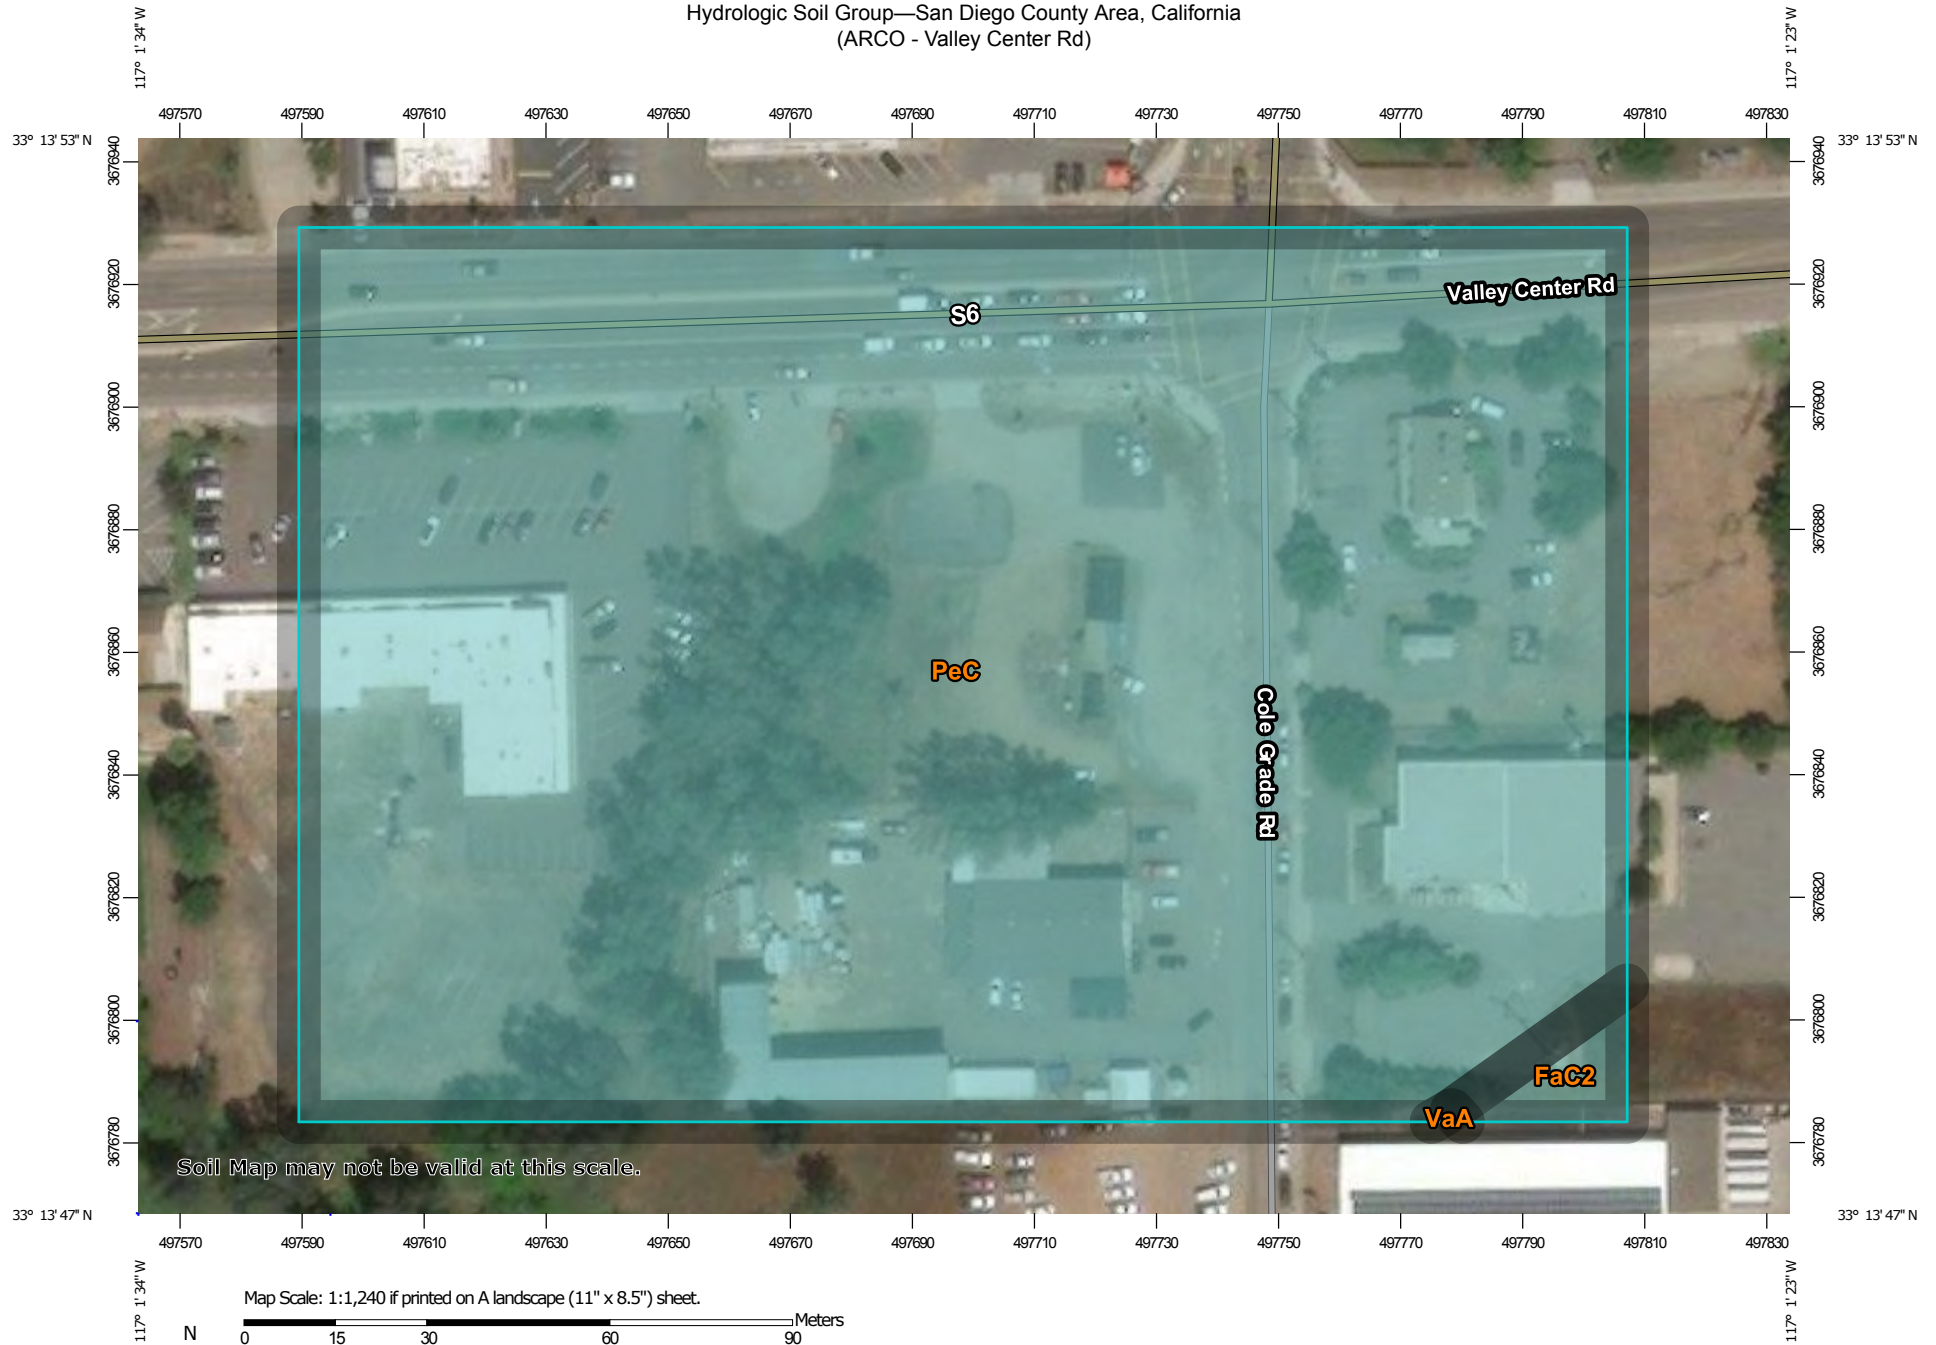 Hydrologic Soil Group—San Diego County Area, California
(ARCO - Valley Center Rd)
117° 1' 34" W
117° 1' 23" W
497570 497590 497610 497630 497650 497670 497690 497710 497730 497750 497770 497790 497810 497830
33° 13' 53" N
33° 13' 53" N
3676940
3676920
3676900
3676880
3676860
3676840
3676820
3676800
3676780
3676940
3676920
3676900
3676880
3676860
3676840
3676820
3676800
3676780
Valley Center Rd
S6
PeC
Cole Grade Rd
FaC2
VaA
Soil Map may not be valid at this scale.
33° 13' 47" N
33° 13' 47" N
497570 497590 497610 497630 497650 497670 497690 497710 497730 497750 497770 497790 497810 497830
117° 1' 34" W
117° 1' 23" W
Map Scale: 1:1,240 if printed on A landscape (11" x 8.5") sheet.
Meters
N
0 15 30 60 90